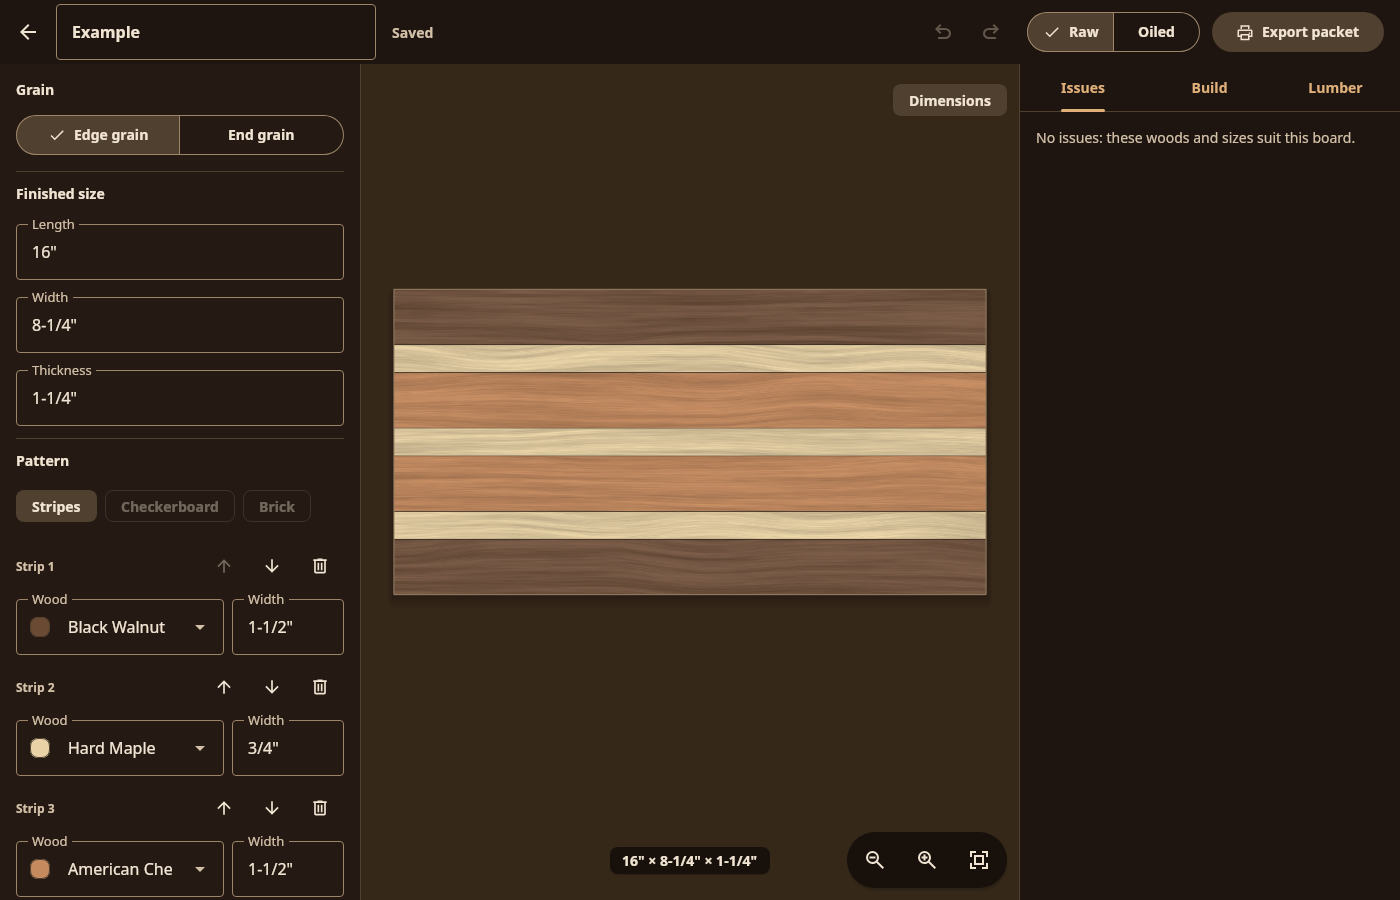 Example
Saved
Raw
Oiled
Export packet
Grain
Edge grain
End grain
Finished size
Length
16"
Width
8-1/4"
Thickness
1-1/4"
Pattern
Stripes
Checkerboard
Brick
Strip 1
Wood
Width
Black Walnut
1-1/2"
Strip 2
Wood
Width
Hard Maple
3/4"
Strip 3
Wood
Width
American Che
1-1/2"
Dimensions
16" × 8-1/4" × 1-1/4"
Issues
Build
Lumber
No issues: these woods and sizes suit this board.